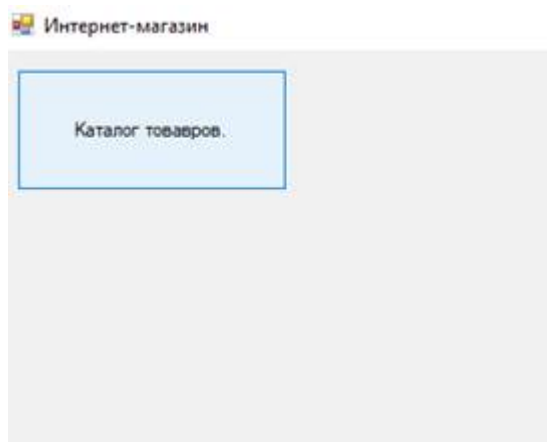 Интернет-магазин
Каталог товавров.